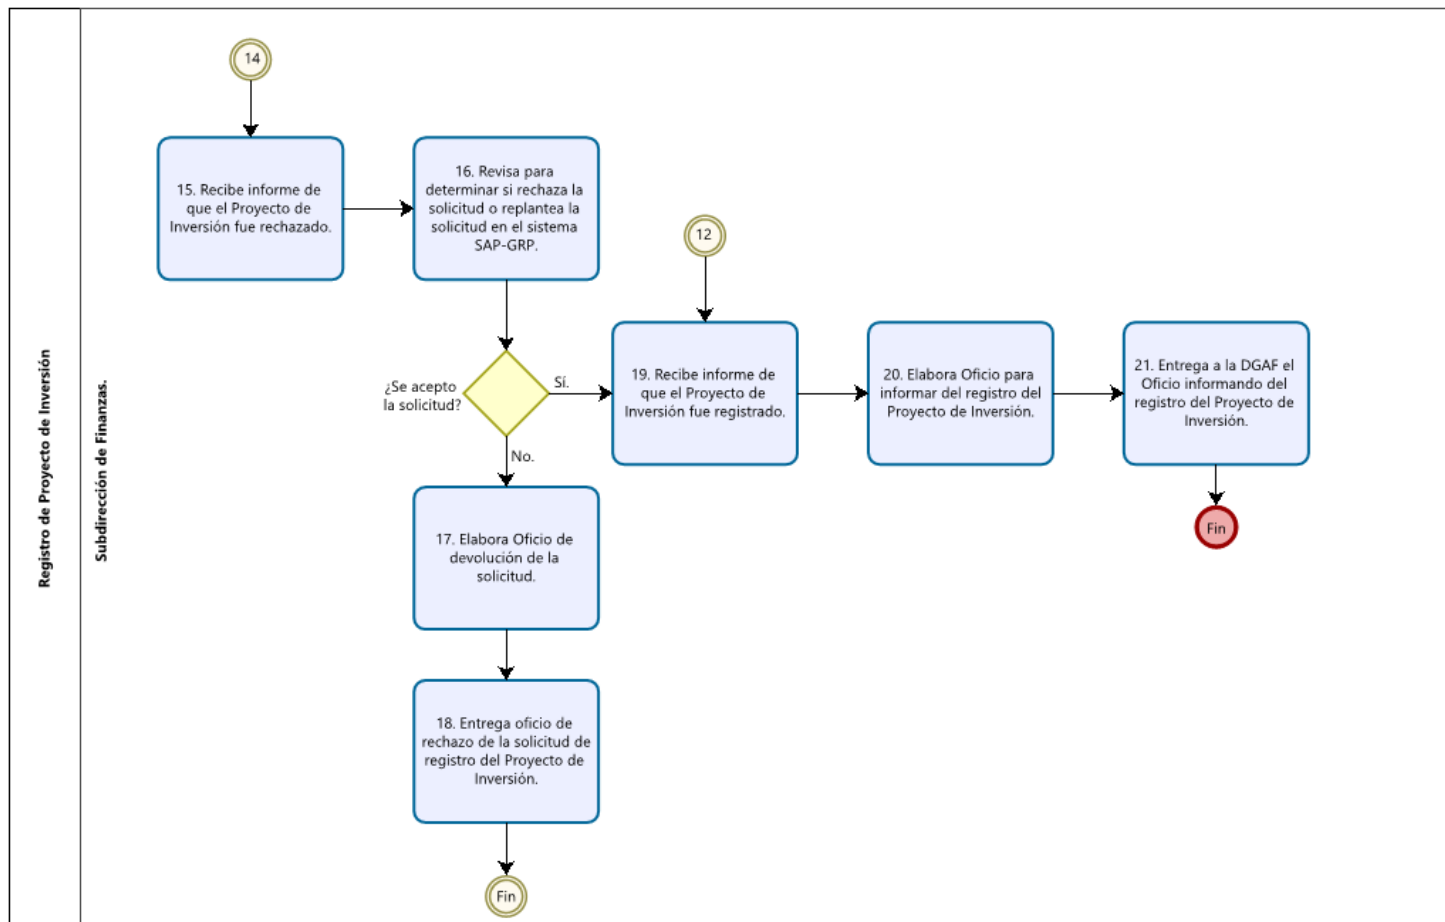 Registro de Proyecto de Inversión
Subdirección de Finanzas.
14
15. Recibe informe de
que el Proyecto de
Inversión fue rechazado.
16. Revisa para
determinar si rechaza la
solicitud o replantea la
solicitud en el sistema
SAP-GRP.
12
¿Se acepto
la solicitud?
Sí.
No.
19. Recibe informe de
que el Proyecto de
Inversión fue registrado.
20. Elabora Oficio para
informar del registro del
Proyecto de Inversión.
21. Entrega a la DGAF el
Oficio informando del
registro del Proyecto de
Inversión.
Fin
17. Elabora Oficio de
devolución de la
solicitud.
18. Entrega oficio de
rechazo de la solicitud de
registro del Proyecto de
Inversión.
Fin